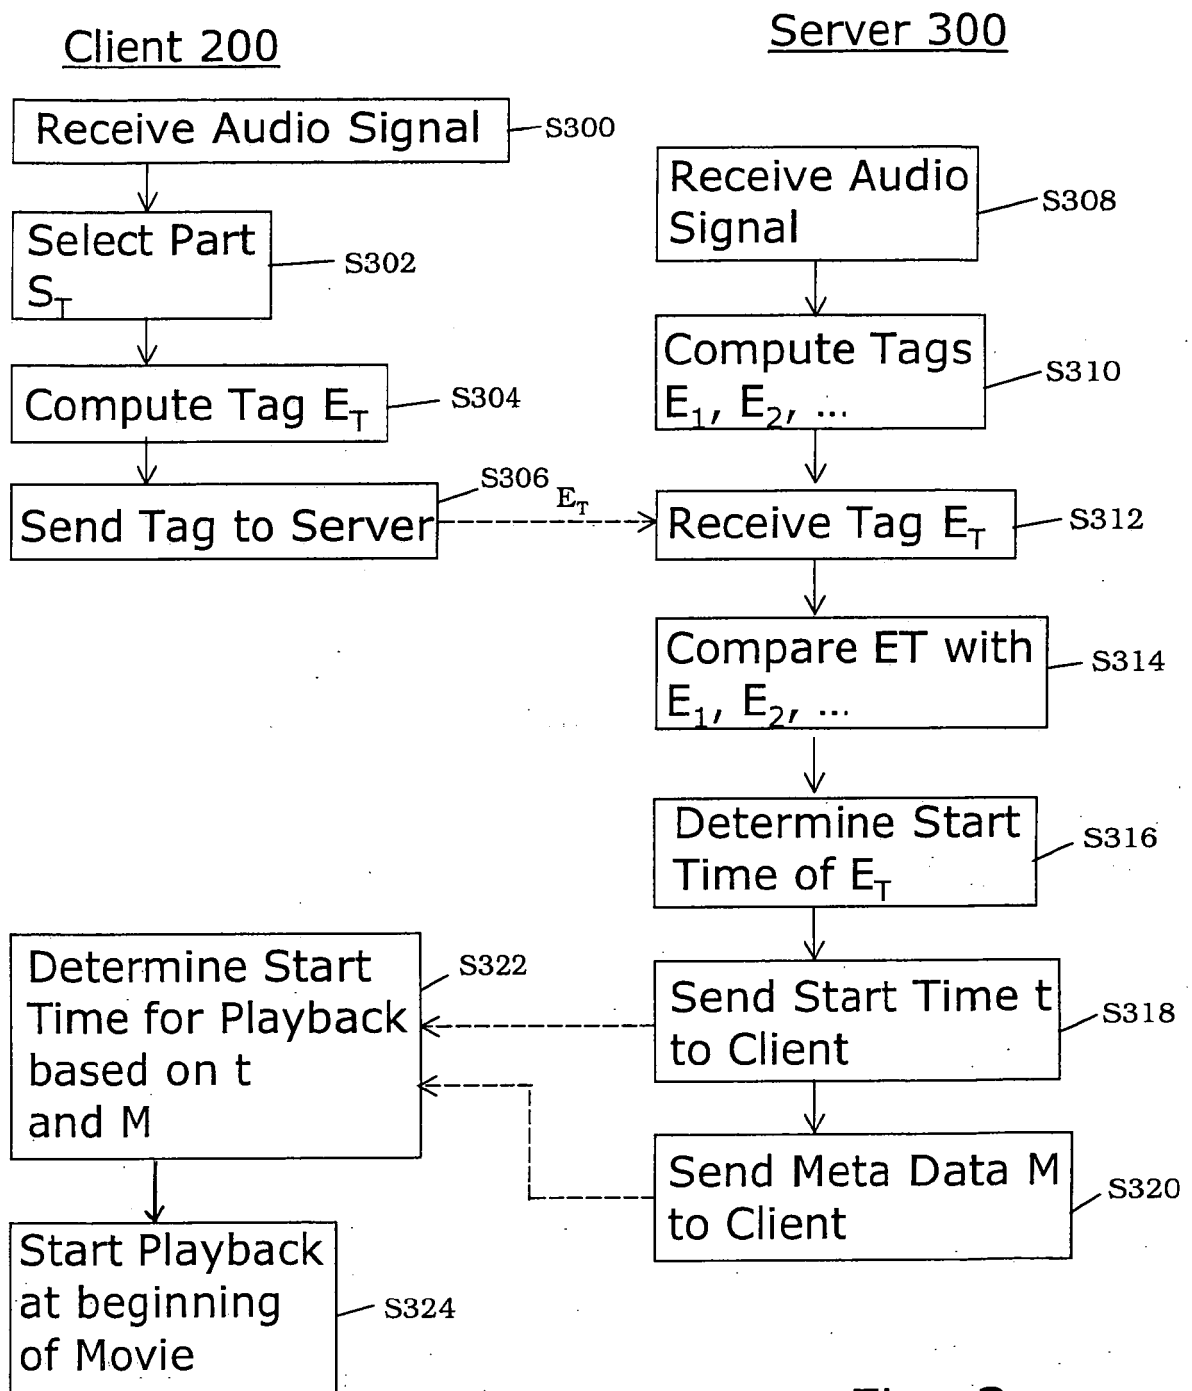 Client 200
Server 300
Receive Audio Signal
S300
Select Part
S_T
S302
Compute Tag E_T
S304
Send Tag to Server
S306
E_T
Receive Audio
Signal
S308
Compute Tags
E_1, E_2, ...
S310
Receive Tag E_T
S312
Compare ET with
E_1, E_2, ...
S314
Determine Start
Time of E_T
S316
Send Start Time t
to Client
S318
Send Meta Data M
to Client
S320
Determine Start
Time for Playback
based on t
and M
S322
Start Playback
at beginning
of Movie
S324